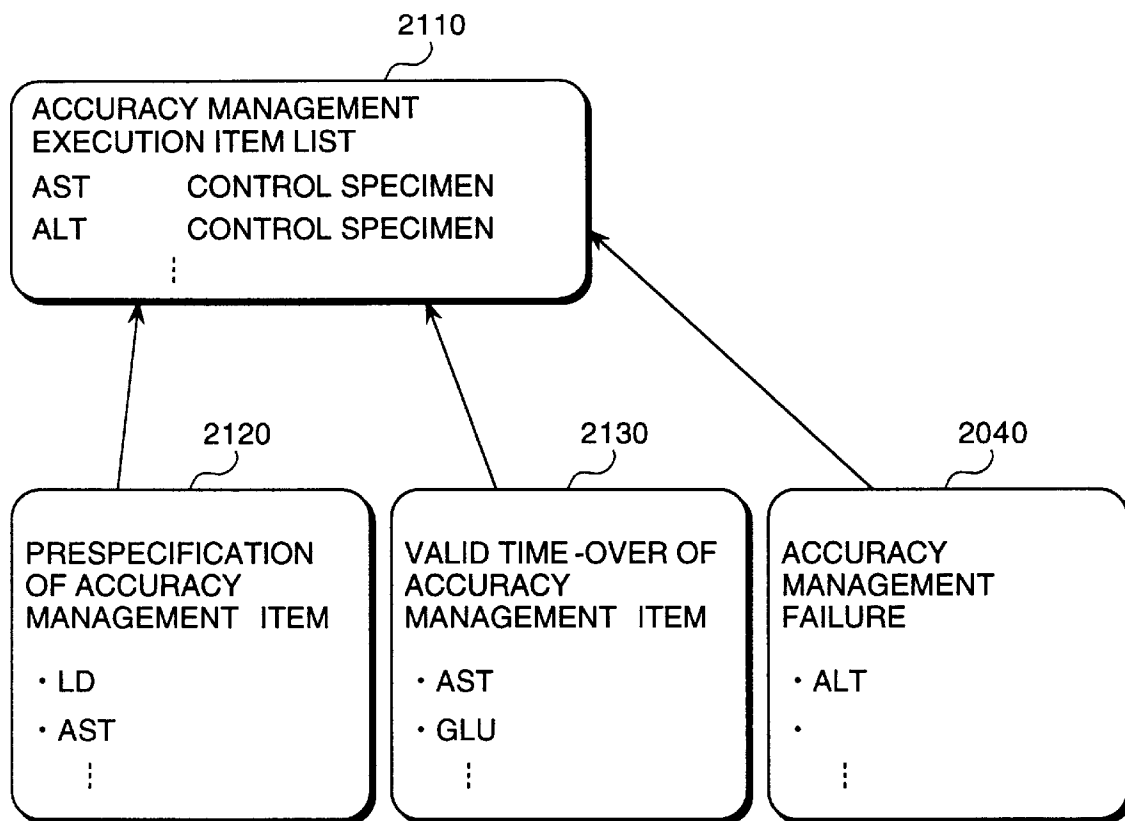 2110
ACCURACY MANAGEMENT
EXECUTION ITEM LIST
AST CONTROL SPECIMEN
ALT CONTROL SPECIMEN
2120
PRESPECIFICATION
OF ACCURACY
MANAGEMENT ITEM
・LD
・AST
2130
VALID TIME-OVER OF
ACCURACY
MANAGEMENT ITEM
・AST
・GLU
2040
ACCURACY
MANAGEMENT
FAILURE
・ALT
・